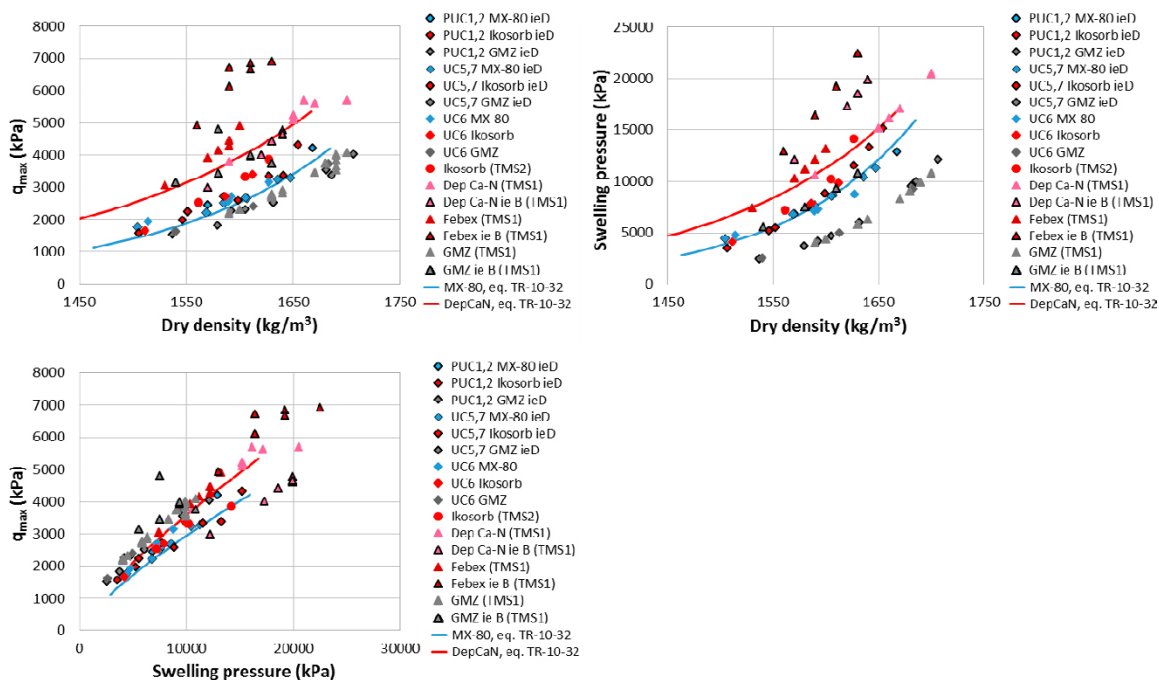 8000
7000
6000
5000
4000
3000
2000
1000
0
1450
1550
1650
1750
q max (kPa)
Dry density (kg/m³)
PUC1,2 MX-80 ieD
PUC1,2 Ikosorb ieD
PUC1,2 GMZ ieD
UC5,7 MX-80 ieD
UC5,7 Ikosorb ieD
UC5,7 GMZ ieD
UC6 MX 80
UC6 Ikosorb
UC6 GMZ
Ikosorb (TMS2)
Dep Ca-N (TMS1)
Dep Ca-N ie B (TMS1)
Febex (TMS1)
Febex ie B (TMS1)
GMZ (TMS1)
GMZ ie B (TMS1)
MX-80, eq. TR-10-32
DepCaN, eq. TR-10-32
25000
20000
15000
10000
5000
0
1450
1550
1650
1750
Swelling pressure (kPa)
Dry density (kg/m³)
PUC1,2 MX-80 ieD
PUC1,2 Ikosorb ieD
PUC1,2 GMZ ieD
UC5,7 MX-80 ieD
UC5,7 Ikosorb ieD
UC5,7 GMZ ieD
UC6 MX 80
UC6 Ikosorb
UC6 GMZ
Ikosorb (TMS2)
Dep Ca-N (TMS1)
Dep Ca-N ie B (TMS1)
Febex (TMS1)
Febex ie B (TMS1)
GMZ (TMS1)
GMZ ie B (TMS1)
MX-80, eq. TR-10-32
DepCaN, eq. TR-10-32
8000
7000
6000
5000
4000
3000
2000
1000
0
0
10000
20000
30000
q max (kPa)
Swelling pressure (kPa)
PUC1,2 MX-80 ieD
PUC1,2 Ikosorb ieD
PUC1,2 GMZ ieD
UC5,7 MX-80 ieD
UC5,7 Ikosorb ieD
UC5,7 GMZ ieD
UC6 MX-80
UC6 Ikosorb
UC6 GMZ
Ikosorb (TMS2)
Dep Ca-N (TMS1)
Dep Ca-N ie B (TMS1)
Febex (TMS1)
Febex ie B (TMS1)
GMZ (TMS1)
GMZ ie B (TMS1)
MX-80, eq. TR-10-32
DepCaN, eq. TR-10-32